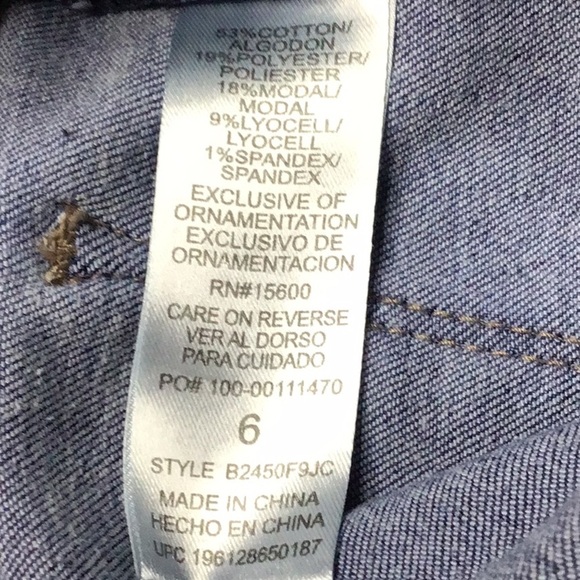 53%COTTON/
ALGODON
19%POLYESTER/
POLIESTER
18%MODAL/
MODAL
9%LYOCELL/
LYOCELL
1%SPANDEX/
SPANDEX
EXCLUSIVE OF
ORNAMENTATION
EXCLUSIVO DE
ORNAMENTACION
RN#15600
CARE ON REVERSE
VER AL DORSO
PARA CUIDADO
PO# 100-00111470
6
STYLE B2450F9JC
MADE IN CHINA
HECHO EN CHINA
UPC 196128650187